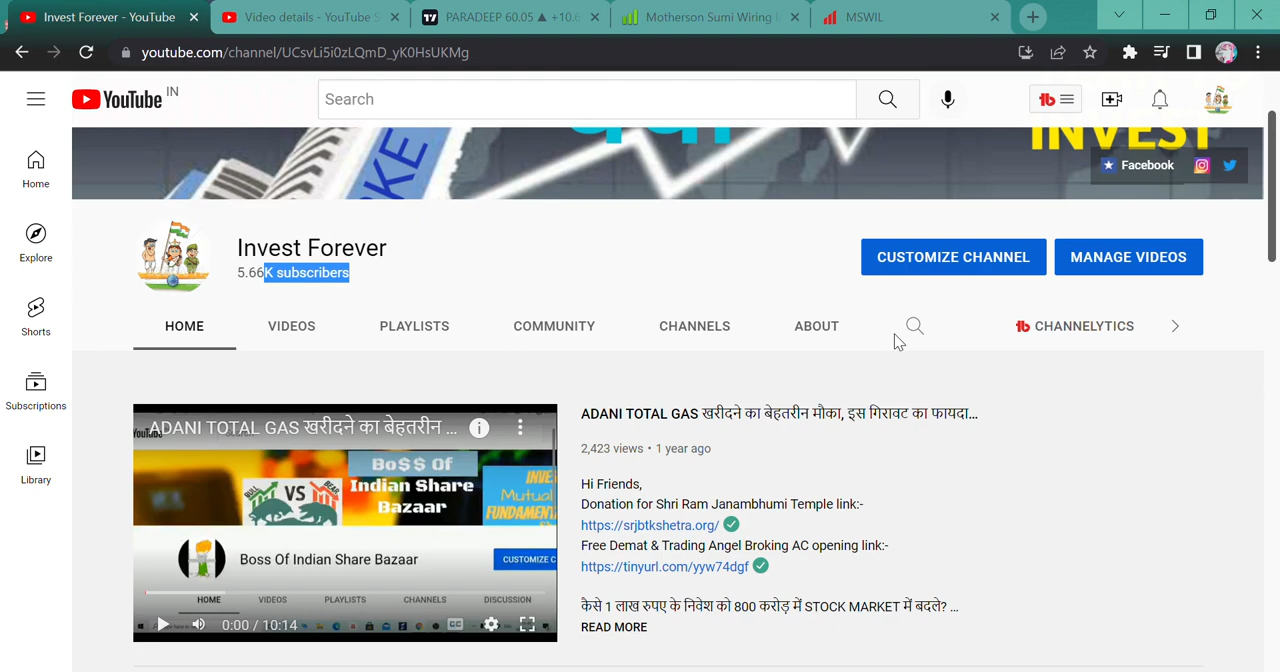 Invest Forever - YouTube
Video details - YouTube S
PARADEEP 60.05 ▲ +10.6
Motherson Sumi Wiring I
MSWIL
youtube.com/channel/UCsvLi5i0zLQmD_yK0HsUKMg
YouTube IN
Search
INVEST
Facebook
Home
Explore
Shorts
Subscriptions
Library
Invest Forever
5.66K subscribers
CUSTOMIZE CHANNEL
MANAGE VIDEOS
HOME VIDEOS PLAYLISTS COMMUNITY CHANNELS ABOUT CHANNELYTICS
ADANI TOTAL GAS खरीदने का बेहतरीन ...
Bo$$ Of
Indian Share
Bazaar
VS
Mutual
Boss Of Indian Share Bazaar
CUSTOMIZE C
HOME VIDEOS PLAYLISTS CHANNELS DISCUSSION
0:00 / 10:14
ADANI TOTAL GAS खरीदने का बेहतरीन मौका, इस गिरावट का फायदा...
2,423 views • 1 year ago
Hi Friends,
Donation for Shri Ram Janambhumi Temple link:-
https://srjbtkshetra.org/
Free Demat & Trading Angel Broking AC opening link:-
https://tinyurl.com/yyw74dgf
कैसे 1 लाख रुपए के निवेश को 800 करोड़ में STOCK MARKET में बदले? ...
READ MORE